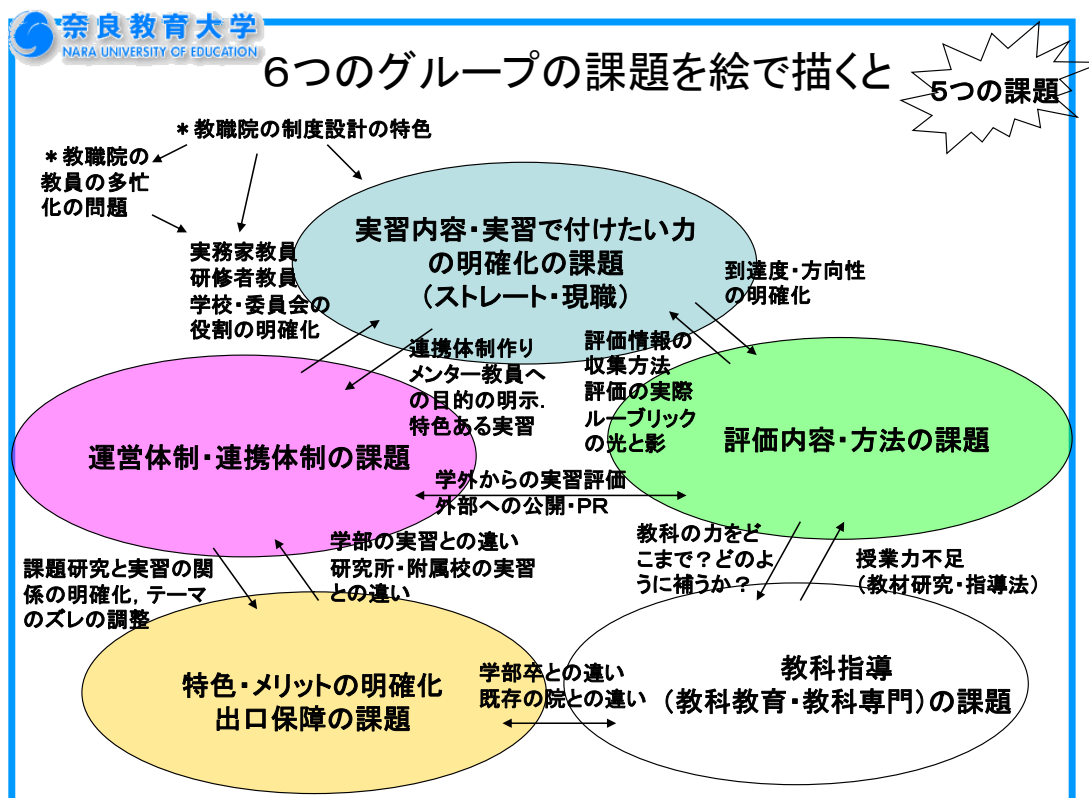 奈良教育大学
NARA UNIVERSITY OF EDUCATION
6つのグループの課題を絵で描くと
5つの課題
*教職院の制度設計の特色
*教職院の
教員の多忙
化の問題
実務家教員
研修者教員
学校・委員会の
役割の明確化
実習内容・実習で付けたい力
の明確化の課題
(ストレート・現職)
到達度・方向性
の明確化
連携体制作り
メンター教員へ
の目的の明示.
特色ある実習
評価情報の
収集方法
評価の実際
ルーブリック
の光と影
運営体制・連携体制の課題
評価内容・方法の課題
学外からの実習評価
外部への公開・PR
課題研究と実習の関
係の明確化,テーマ
のズレの調整
学部の実習との違い
研究所・附属校の実習
との違い
教科の力をど
こまで?どのよ
うに補うか?
授業力不足
(教材研究・指導法)
特色・メリットの明確化
出口保障の課題
学部卒との違い
既存の院との違い
教科指導
(教科教育・教科専門)の課題